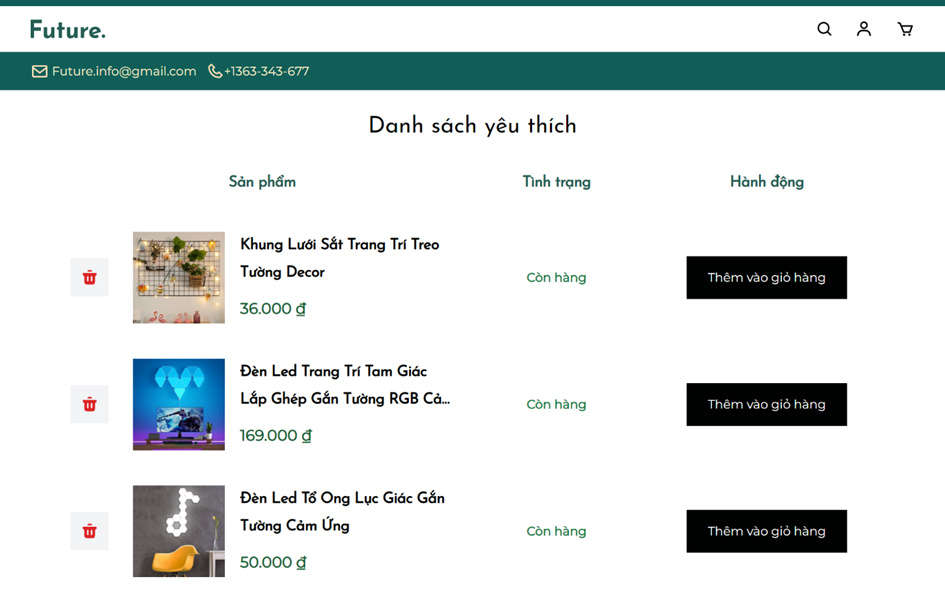 Future.
Future.info@gmail.com +1363-343-677
Danh sách yêu thích
Sản phẩm Tình trạng Hành động
Khung Lưới Sắt Trang Trí Treo
Tường Decor
36.000 ₫
Còn hàng
Thêm vào giỏ hàng
Đèn Led Trang Trí Tam Giác
Lắp Ghép Gắn Tường RGB Cả...
169.000 ₫
Còn hàng
Thêm vào giỏ hàng
Đèn Led Tổ Ong Lục Giác Gắn
Tường Cảm Ứng
50.000 ₫
Còn hàng
Thêm vào giỏ hàng